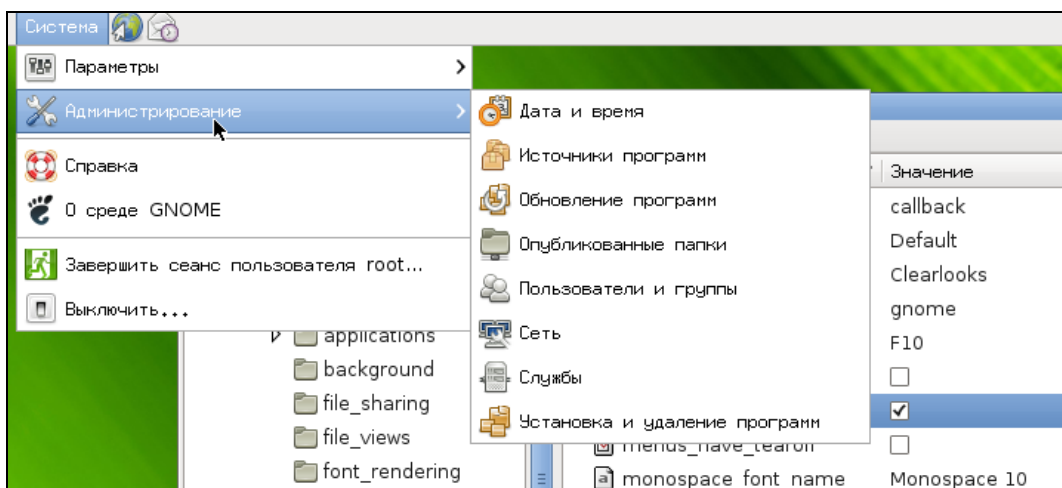 Система
Параметры
Администрирование
Справка
О среде GNOME
Завершить сеанс пользователя root...
Выключить...
Дата и время
Источники программ
Обновление программ
Опубликованные папки
Пользователи и группы
Сеть
Службы
Установка и удаление программ
Значение
callback
Default
Clearlooks
gnome
F10
applications
background
file_sharing
file_views
font_rendering
menus_have_tearoff
monospace_font_name Monospace 10